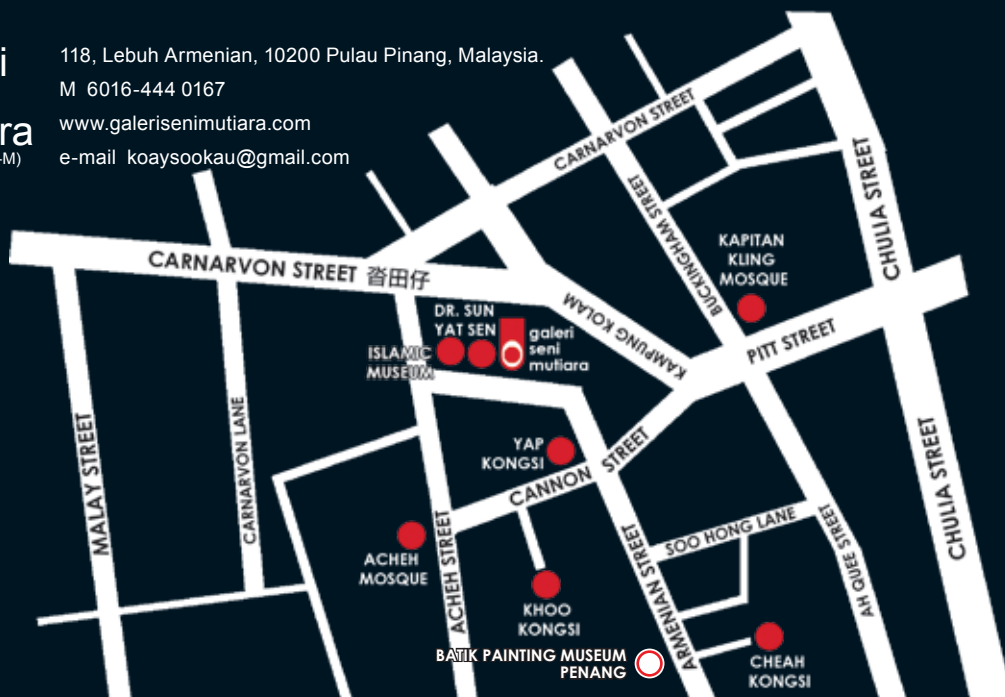 i
118, Lebuh Armenian, 10200 Pulau Pinang, Malaysia.
M 6016-444 0167
ra
www.galerisenimutiara.com
-M)
e-mail koaysookau@gmail.com
CARNARVON STREET
CARNARVON STREET 沓田仔
BUCKINGHAM STREET
CHULIA STREET
KAPITAN
KLING
MOSQUE
KAMPUNG KOLAM
PITT STREET
DR. SUN
YAT SEN
galeri
seni
mutiara
ISLAMIC
MUSEUM
MALAY STREET
CARNARVON LANE
YAP
KONGSI
CANNON STREET
ACHEH STREET
ACHEH
MOSQUE
KHOO
KONGSI
ARMENIAN STREET
SOO HONG LANE
AH QUEE STREET
CHULIA STREET
BATIK PAINTING MUSEUM
PENANG
CHEAH
KONGSI